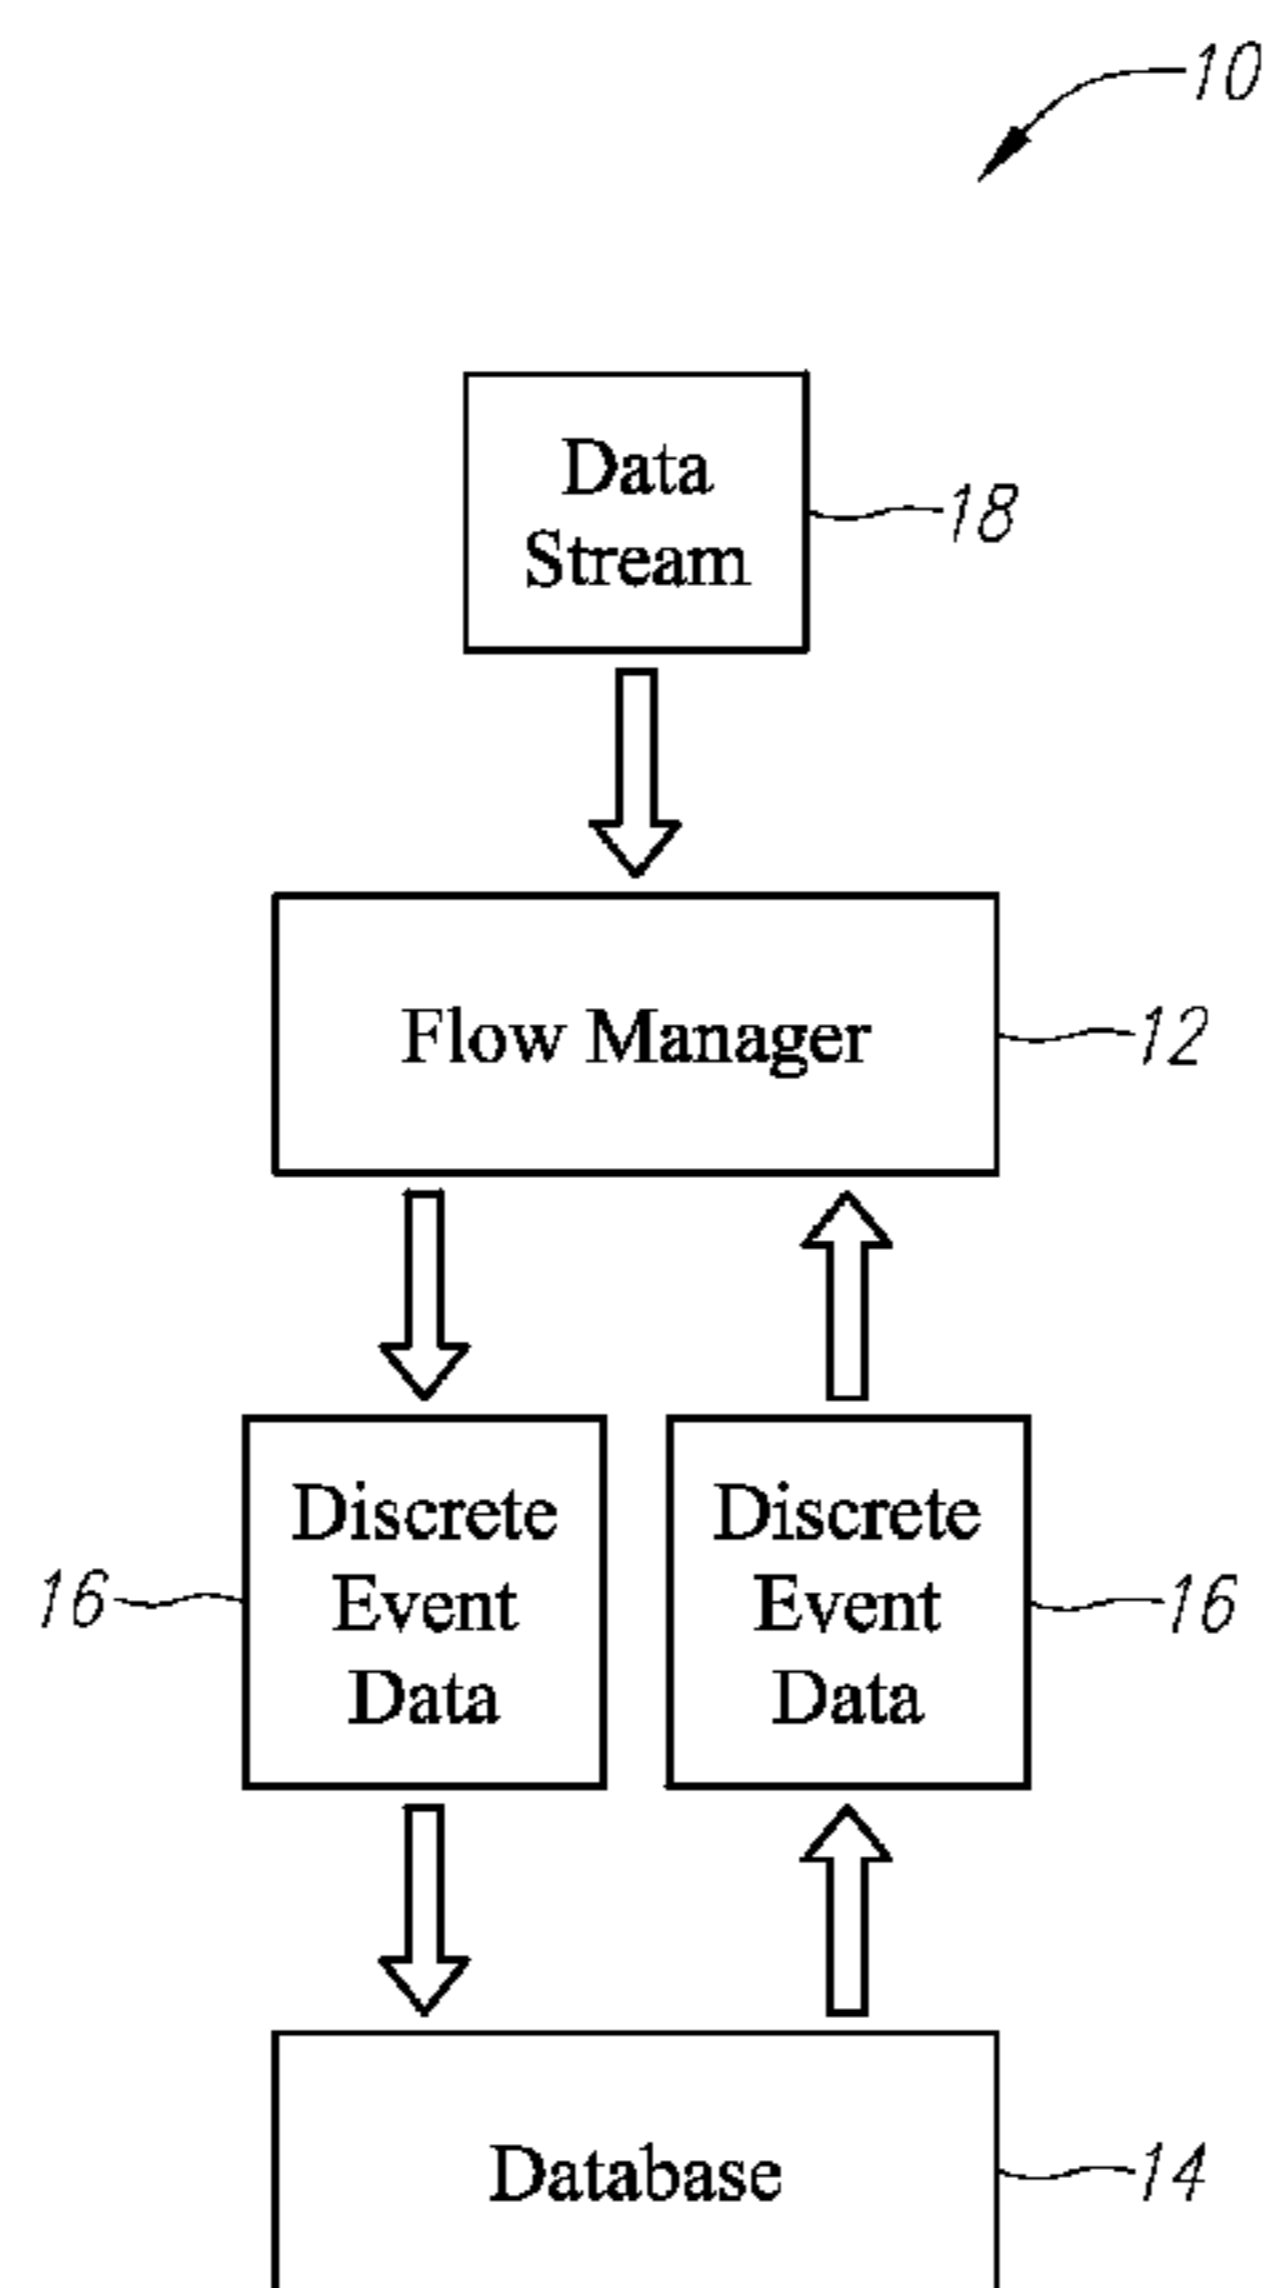 10
Data
Stream
18
Flow Manager
12
Discrete
Event
Data
16
Discrete
Event
Data
16
Database
14